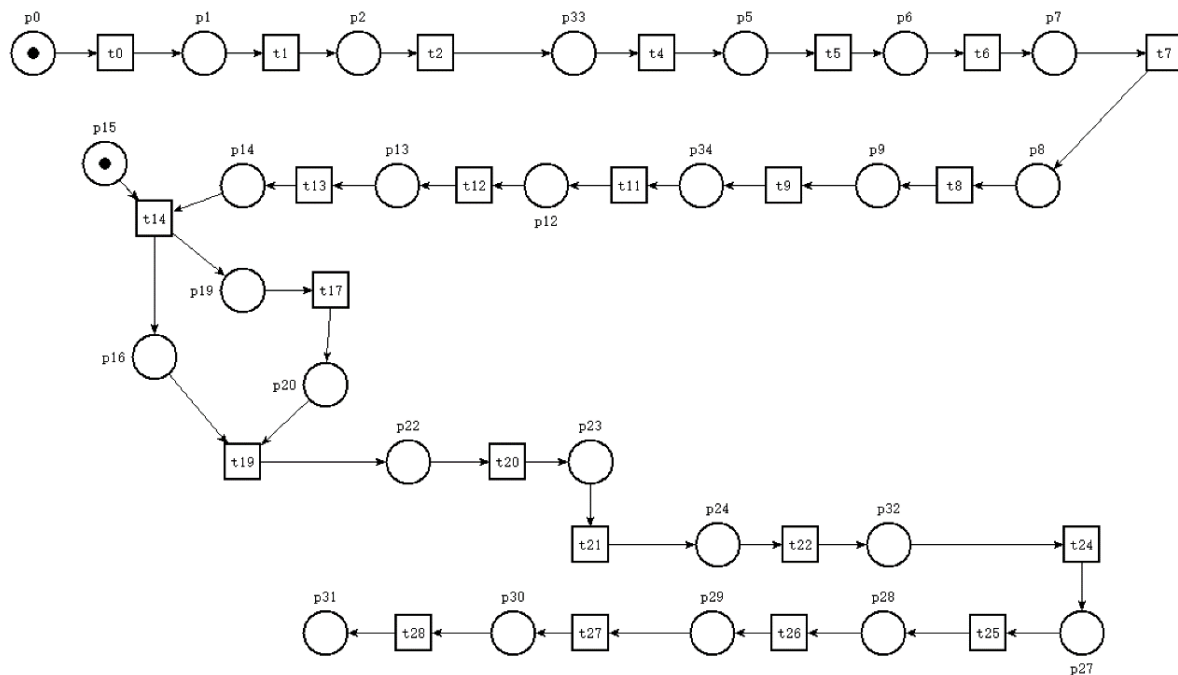 p0 p1 p2 p33 p5 p6 p7
t0 t1 t2 t4 t5 t6 t7
p15 p14 p13 p34 p9 p8
t13 t12 t11 t9 t8
p12
t14
p19 t17
p16
p20
p22 p23
t19 t20
p24 p32
t21 t22 t24
p31 p30 p29 p28
t28 t27 t26 t25
p27